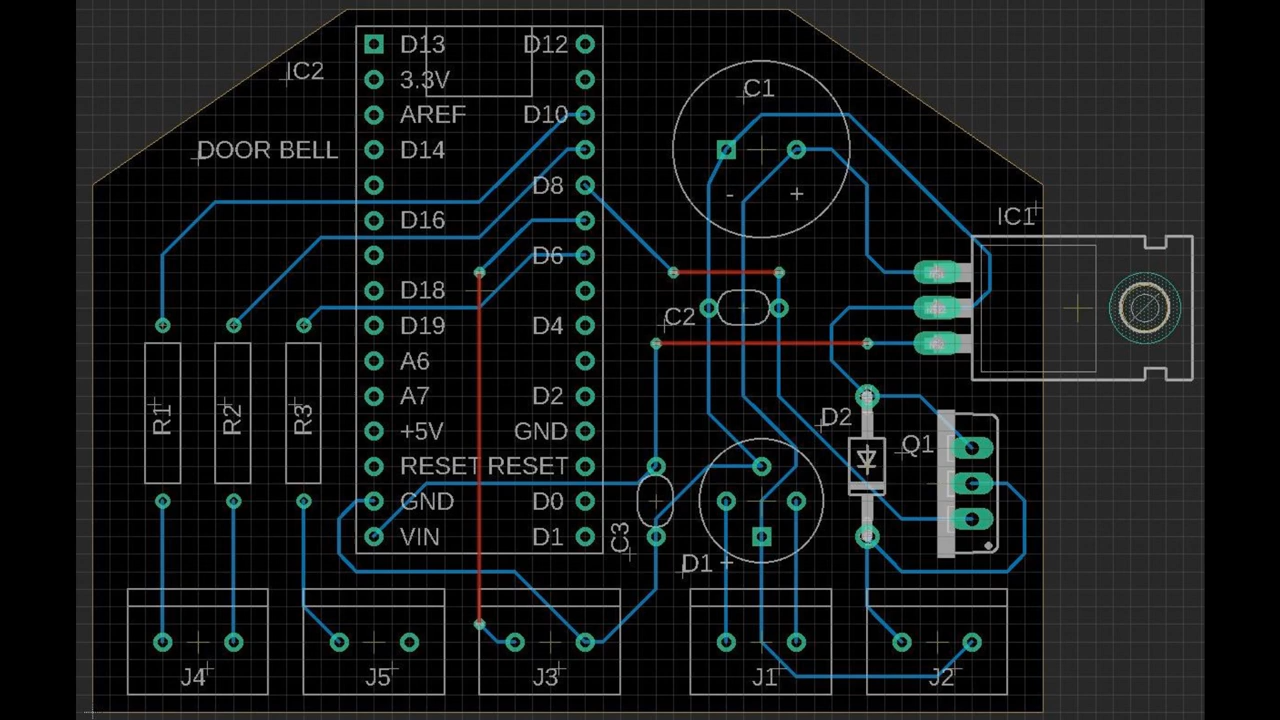 D13 D12
IC2
3.3V
C1
AREF D10
DOOR BELL D14
D8
- +
D16
IC1
D6
D18
C2
D19 D4
A6
A7 D2
D2
R1 R2 R3
+5V GND
Q1
RESET RESET
GND D0
VIN D1
C3
D1 +
J4 J5 J3 J1 J2